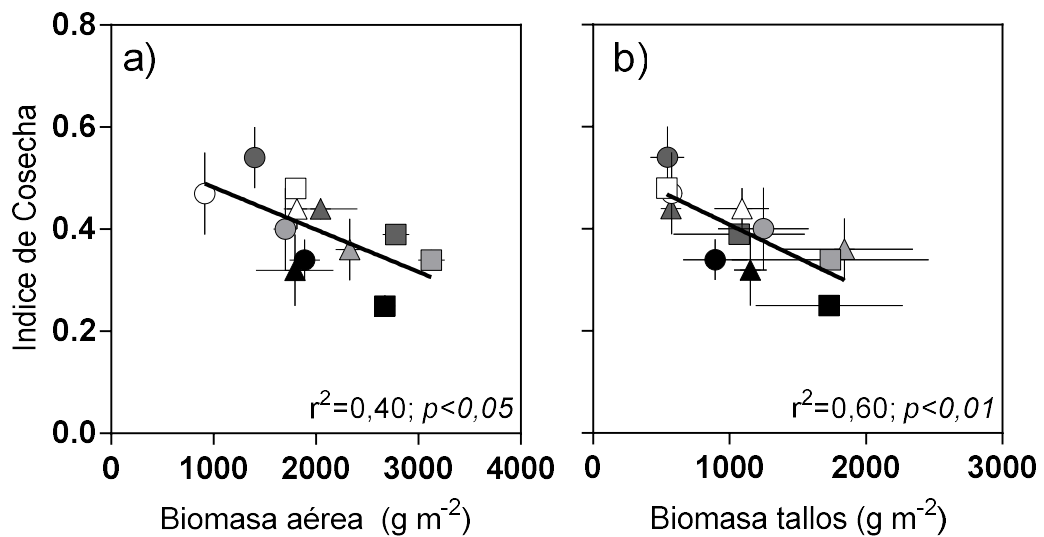 Indice de Cosecha
0.8
0.6
0.4
0.2
0.0
a)
r²=0,40; p<0,05
0 1000 2000 3000 4000
Biomasa aérea (g m⁻²)
b)
r²=0,60; p<0,01
0 1000 2000 3000
Biomasa tallos (g m⁻²)